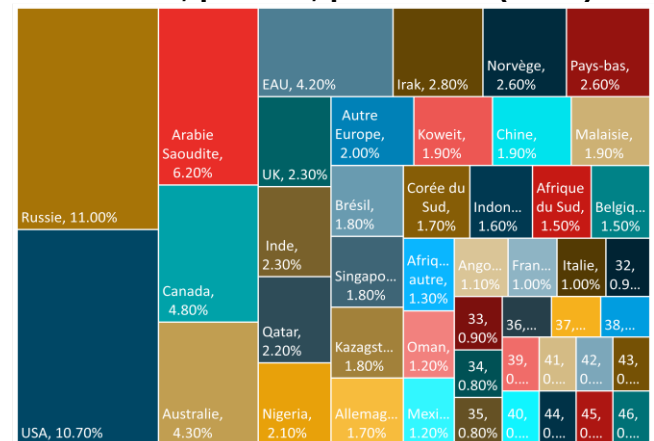 Russie, 11.00%
USA, 10.70%
Arabie
Saoudite,
6.20%
Canada,
4.80%
Australie,
4.30%
EAU, 4.20%
Irak, 2.80%
Norvège,
2.60%
Pays-bas,
2.60%
UK, 2.30%
Inde,
2.30%
Qatar,
2.20%
Nigeria,
2.10%
Autre
Europe,
2.00%
Koweit,
1.90%
Chine,
1.90%
Malaisie,
1.90%
Brésil,
1.80%
Singapo...
1.80%
Kazagst...
1.80%
Allemag...
1.70%
Corée du
Sud,
1.70%
Indon...
1.60%
Afrique
du Sud,
1.50%
Belgiq...
1.50%
Afriq...
autre,
1.30%
Oman,
1.20%
Mexi...
1.20%
Ango...
1.10%
Fran...
1.00%
Italie,
1.00%
32,
0.9...
33,
0.90%
34,
0.80%
35,
0.80%
36,...
37,...
38,...
39,
0....
40,
0....
41,
0....
42,
0....
43,
0....
44,
0....
45,
0....
46,
0....